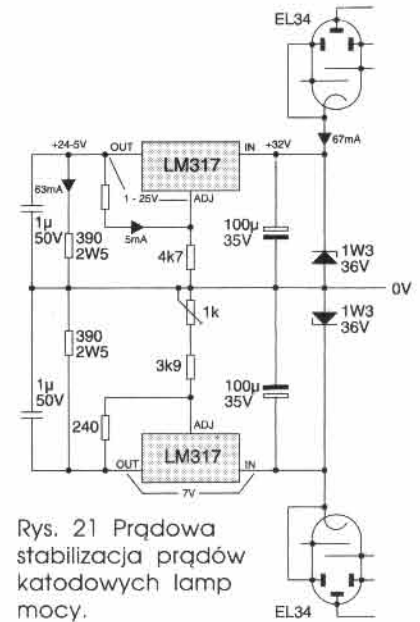 EL34
+24-5V
OUT
LM317
IN
+32V
67mA
63mA
1 - 25V
ADJ
5mA
1µ
50V
390
2W5
4k7
100µ
35V
1W3
36V
0V
1k
390
2W5
1W3
36V
3k9
100µ
35V
1µ
50V
240
ADJ
OUT
LM317
IN
7V
Rys. 21 Prądowa
stabilizacja prądów
katodowych lamp
mocy.
EL34